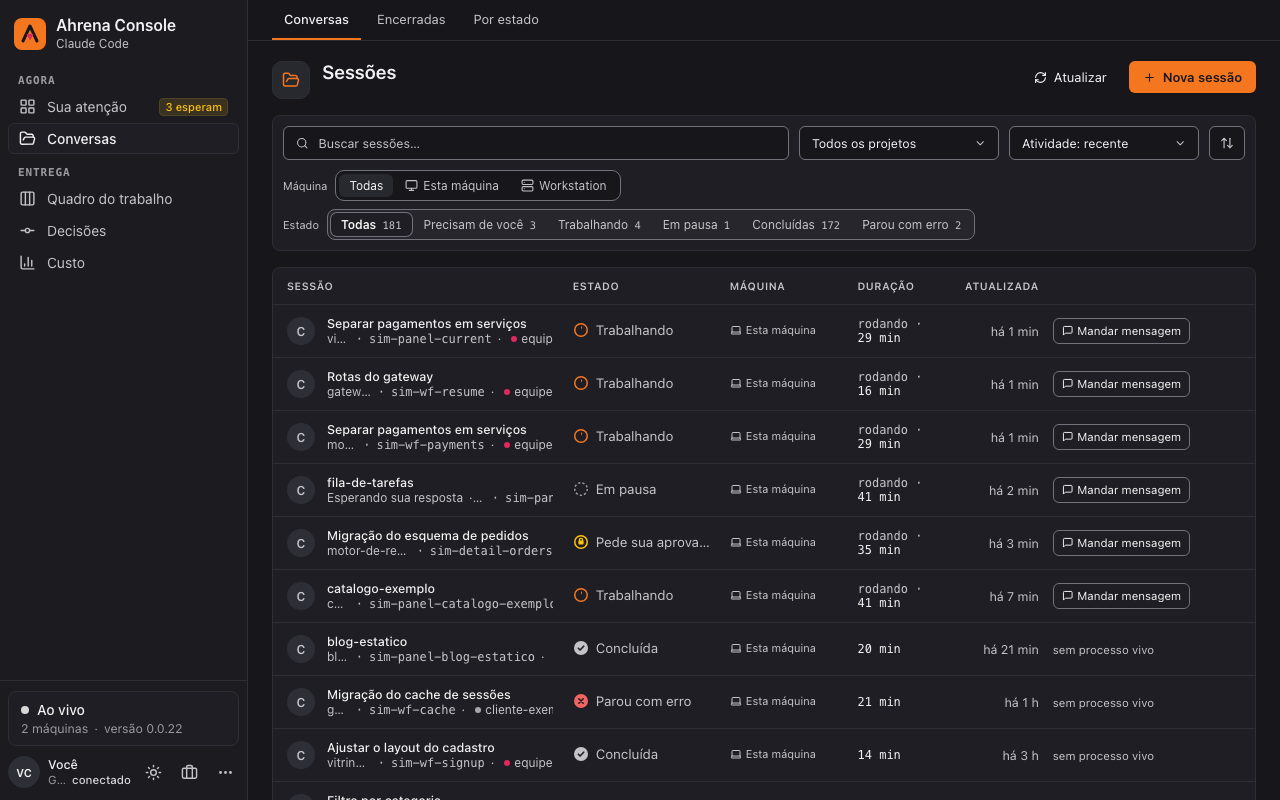 Ahrena Console
Claude Code
AGORA
Sua atenção 3 esperam
Conversas
ENTREGA
Quadro do trabalho
Decisões
Custo
Ao vivo
2 máquinas · versão 0.0.22
VC
Você
G... conectado
Conversas Encerradas Por estado
Sessões
Atualizar
Nova sessão
Buscar sessões...
Todos os projetos
Atividade: recente
Máquina Todas Esta máquina Workstation
Estado Todas 181 Precisam de você 3 Trabalhando 4 Em pausa 1 Concluídas 172 Parou com erro 2
SESSÃO ESTADO MÁQUINA DURAÇÃO ATUALIZADA
C Separar pagamentos em serviços
vi... · sim-panel-current · equip
Trabalhando Esta máquina rodando · 29 min há 1 min Mandar mensagem
C Rotas do gateway
gatew... · sim-wf-resume · equipe
Trabalhando Esta máquina rodando · 16 min há 1 min Mandar mensagem
C Separar pagamentos em serviços
mo... · sim-wf-payments · equipe
Trabalhando Esta máquina rodando · 29 min há 1 min Mandar mensagem
C fila-de-tarefas
Esperando sua resposta ·... · sim-par
Em pausa Esta máquina rodando · 41 min há 2 min Mandar mensagem
C Migração do esquema de pedidos
motor-de-re... · sim-detail-orders
Pede sua aprova... Esta máquina rodando · 35 min há 3 min Mandar mensagem
C catalogo-exemplo
c... · sim-panel-catalogo-exemplo
Trabalhando Esta máquina rodando · 41 min há 7 min Mandar mensagem
C blog-estatico
bl... · sim-panel-blog-estatico ·
Concluída Esta máquina 20 min há 21 min sem processo vivo
C Migração do cache de sessões
g... · sim-wf-cache · cliente-exem
Parou com erro Esta máquina 21 min há 1 h sem processo vivo
C Ajustar o layout do cadastro
vitrin... · sim-wf-signup · equipe
Concluída Esta máquina 14 min há 3 h sem processo vivo